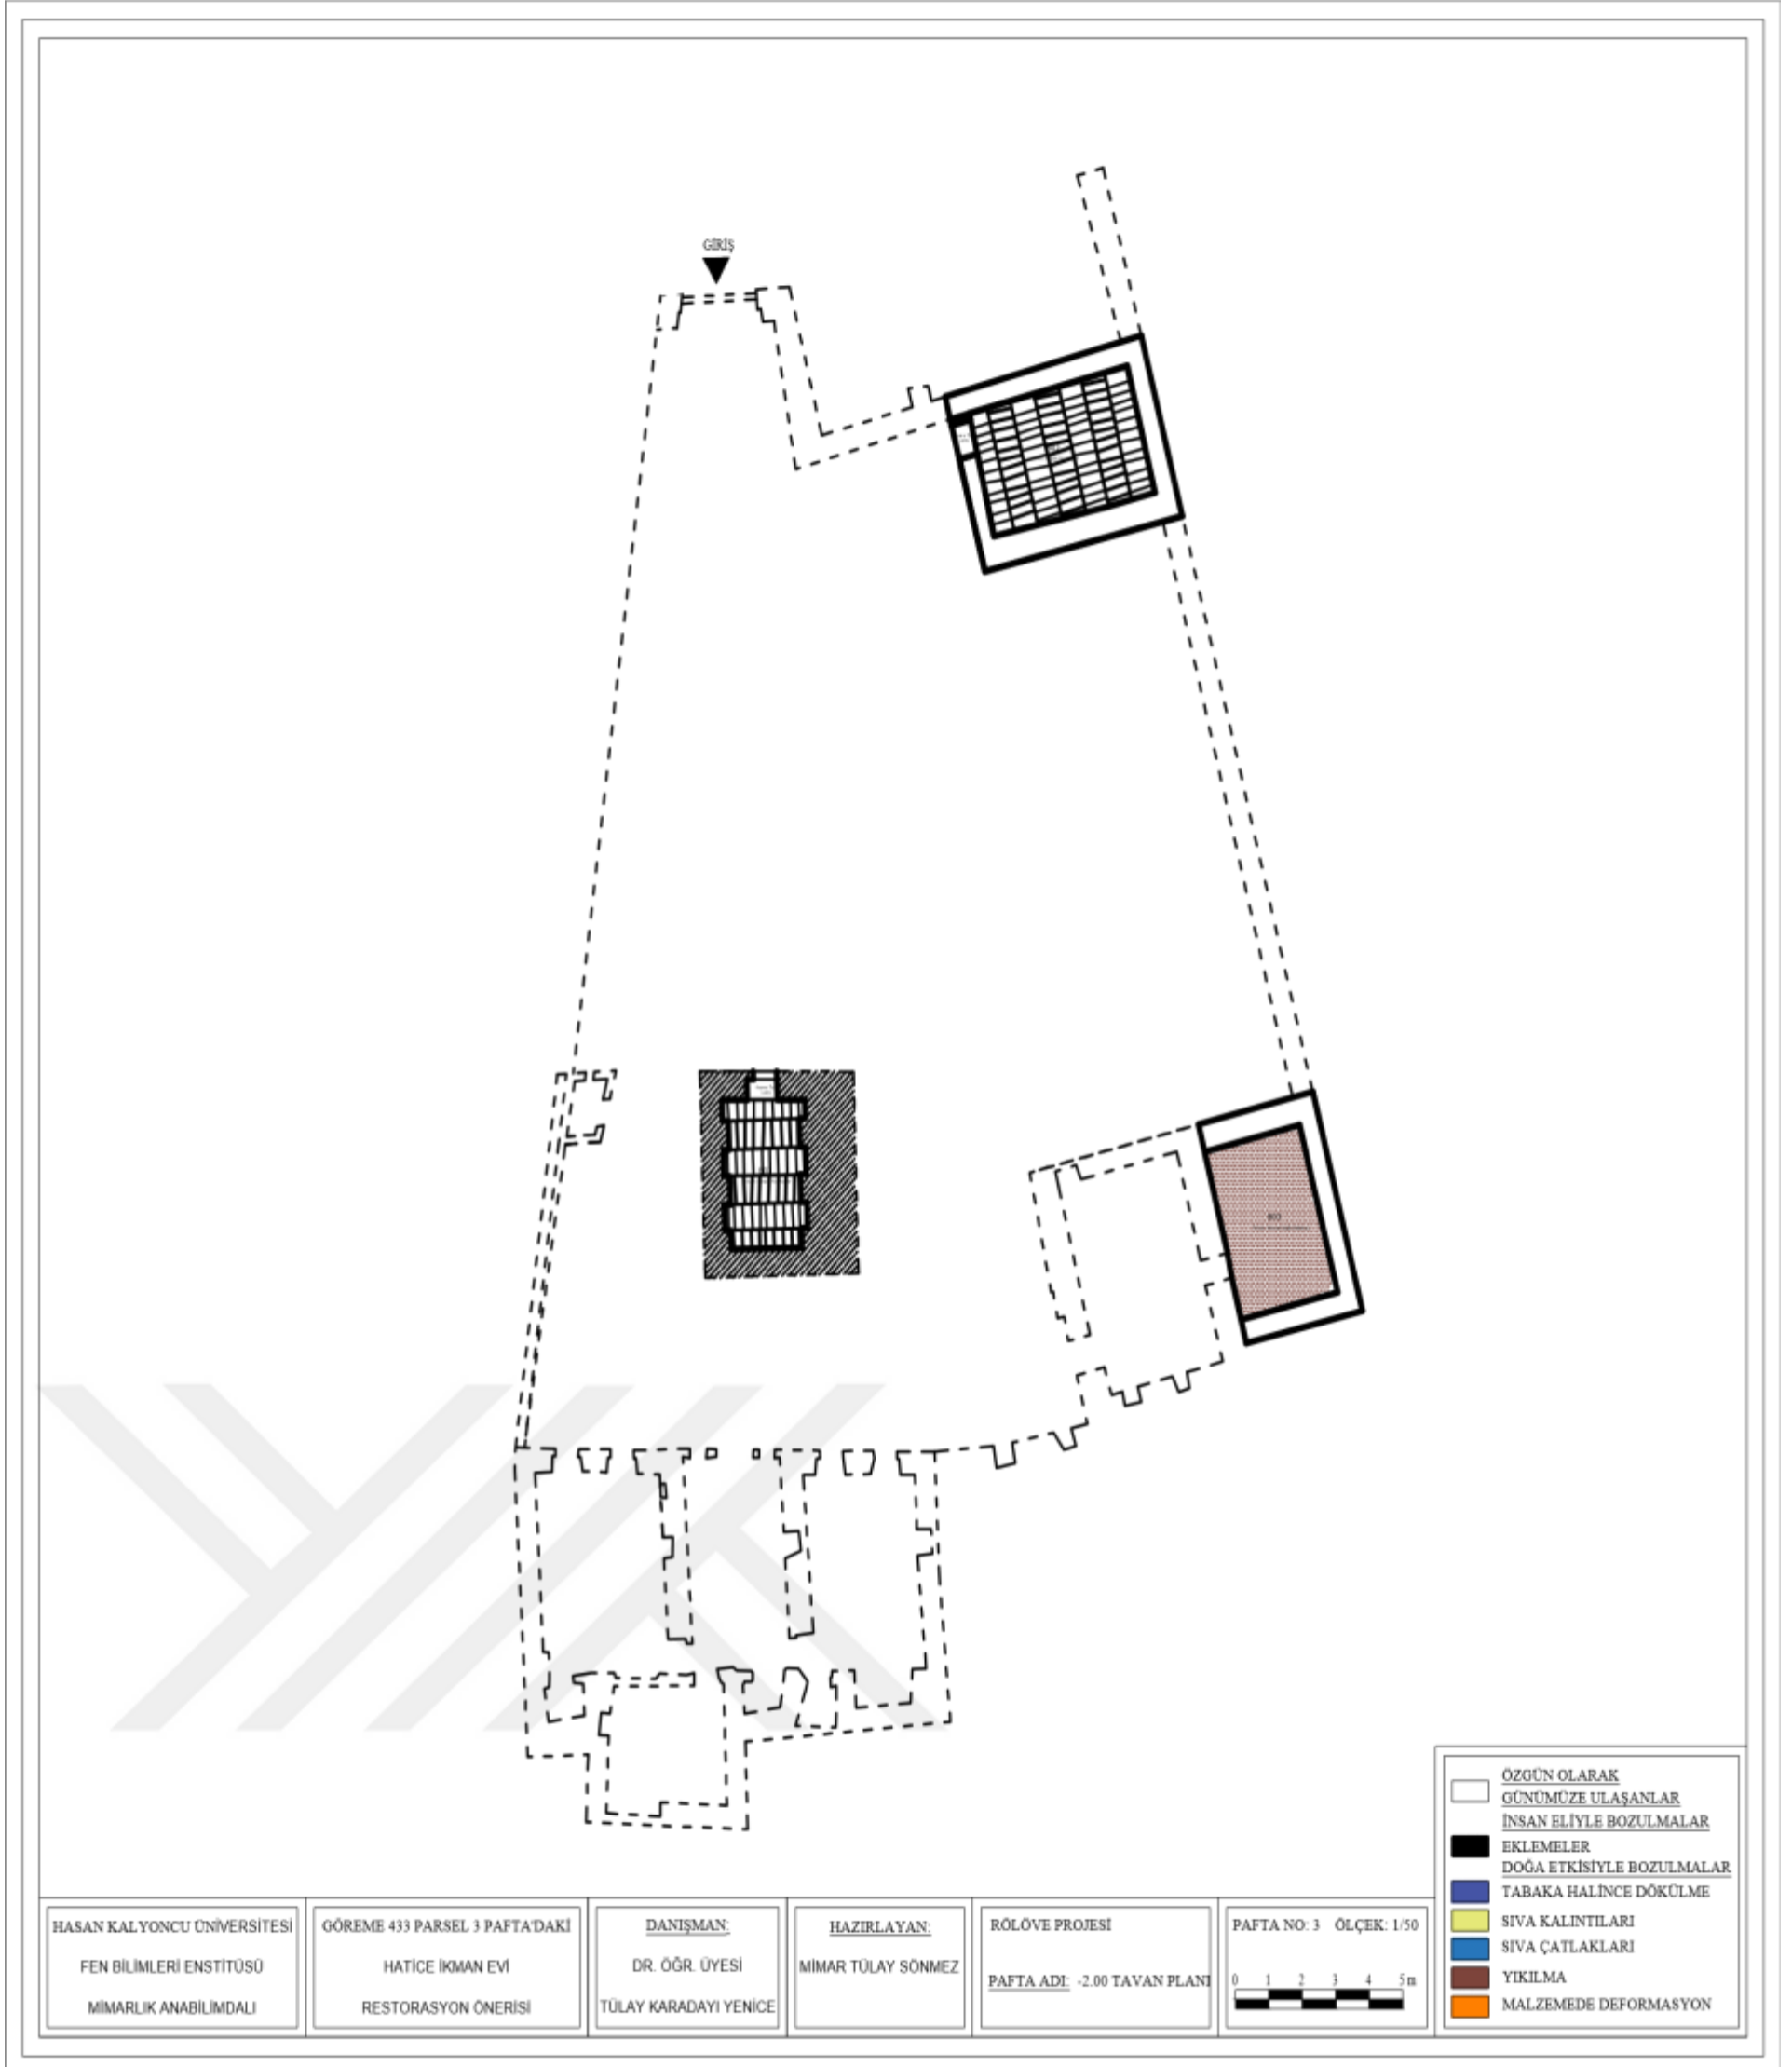 GİRİŞ
ÖZGÜN OLARAK
GÜNÜMÜZE ULAŞANLAR
İNSAN ELİYLE BOZULMALAR
EKLEMELER
DOĞA ETKİSİYLE BOZULMALAR
TABAKA HALİNCE DÖKÜLME
SIVA KALINTILARI
SIVA ÇATLAKLARI
YIKILMA
MALZEMEDE DEFORMASYON
HASAN KALYONCU ÜNİVERSİTESİ
FEN BİLİMLERİ ENSTİTÜSÜ
MİMARLIK ANABİLİMDALI
GÖREME 433 PARSEL 3 PAFTA'DAKİ
HATİCE İKMAN EVİ
RESTORASYON ÖNERİSİ
DANIŞMAN:
DR. ÖĞR. ÜYESİ
TÜLAY KARADAYI YENİCE
HAZIRLAYAN:
MİMAR TÜLAY SÖNMEZ
RÖLÖVE PROJESİ
PAFTA ADI: -2.00 TAVAN PLANI
PAFTA NO: 3 ÖLÇEK: 1/50
0 1 2 3 4 5 m